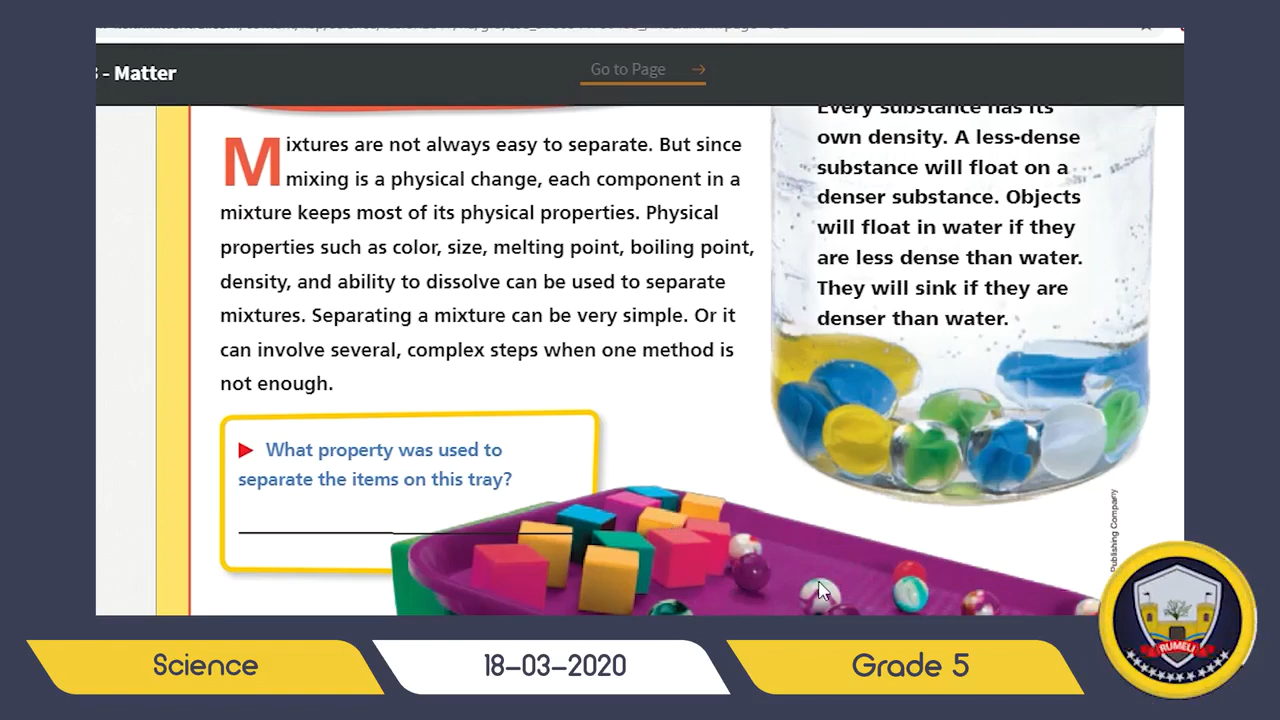 - Matter
Go to Page
Mixtures are not always easy to separate. But since
mixing is a physical change, each component in a
mixture keeps most of its physical properties. Physical
properties such as color, size, melting point, boiling point,
density, and ability to dissolve can be used to separate
mixtures. Separating a mixture can be very simple. Or it
can involve several, complex steps when one method is
not enough.
Every substance has its
own density. A less-dense
substance will float on a
denser substance. Objects
will float in water if they
are less dense than water.
They will sink if they are
denser than water.
What property was used to
separate the items on this tray?
Publishing Company
Science
18-03-2020
Grade 5
RUMELI